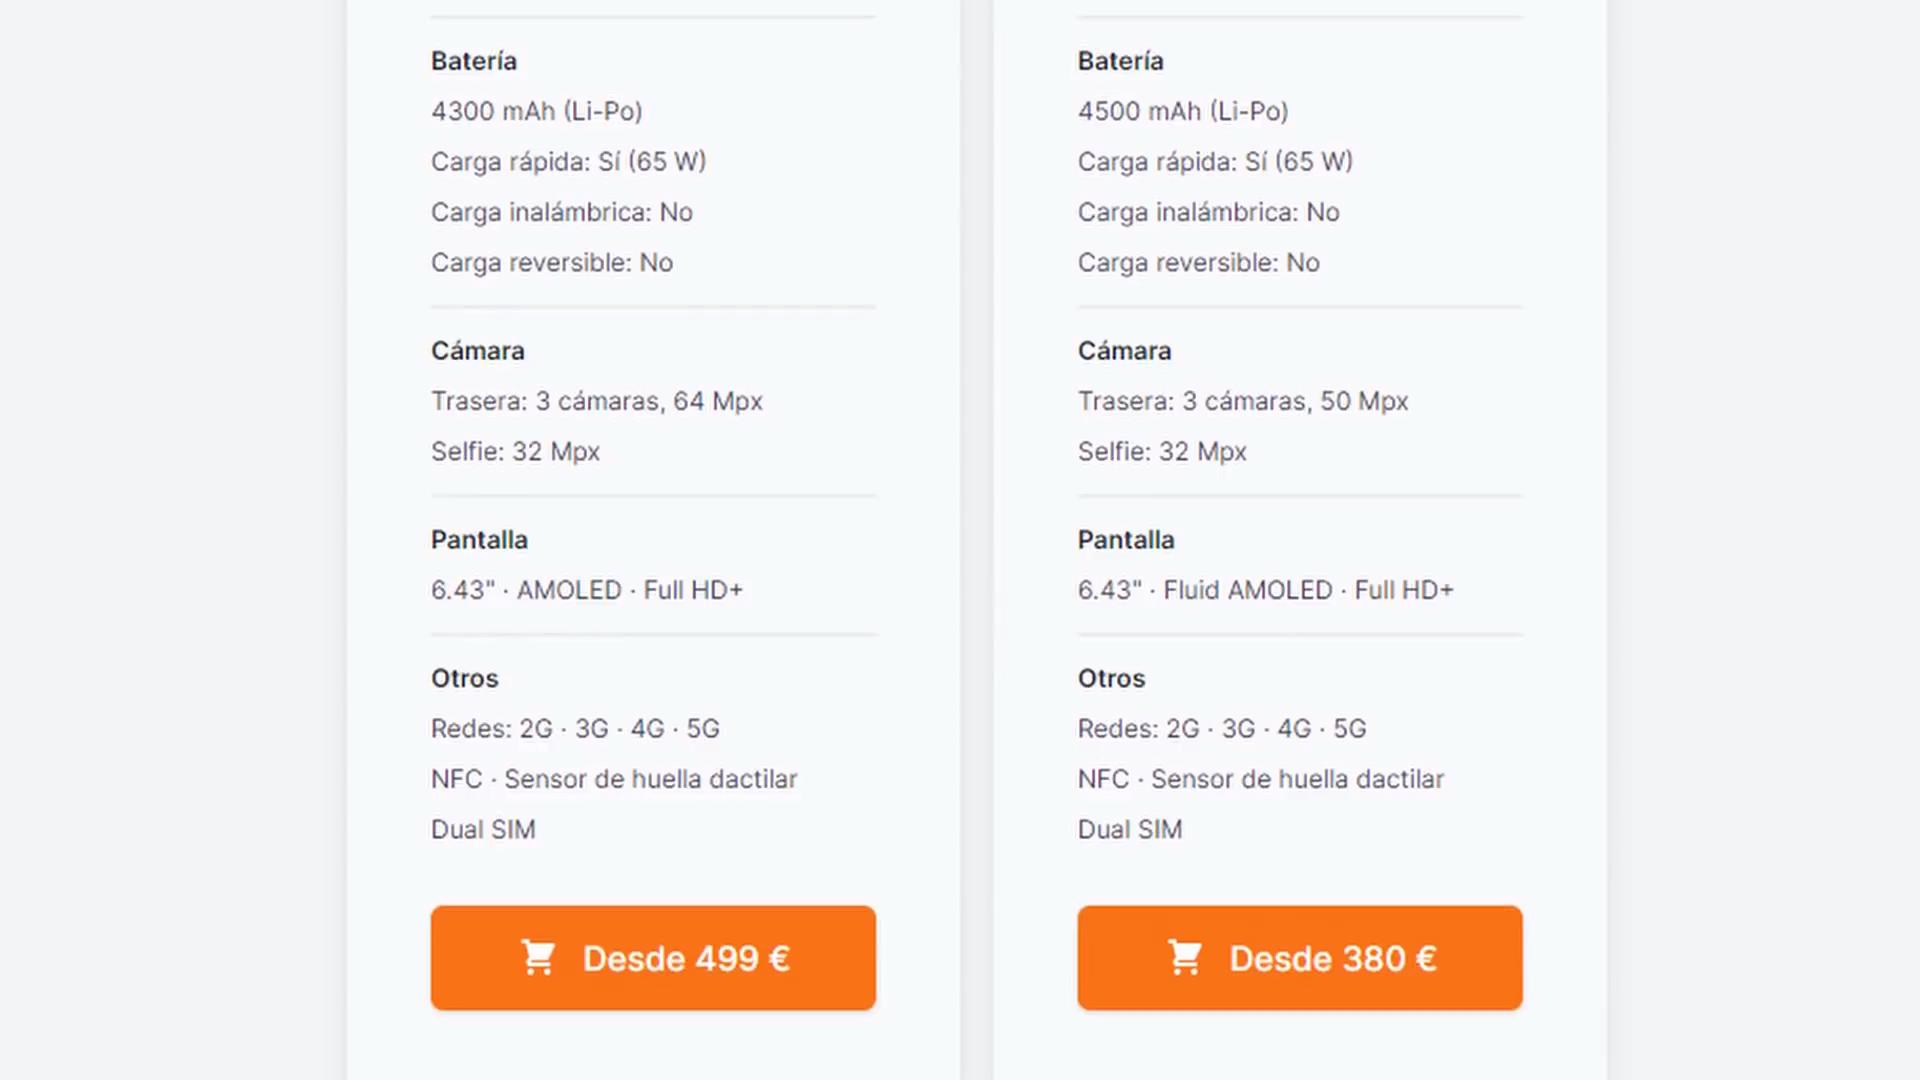 Batería
4300 mAh (Li-Po)
Carga rápida: Sí (65 W)
Carga inalámbrica: No
Carga reversible: No
Cámara
Trasera: 3 cámaras, 64 Mpx
Selfie: 32 Mpx
Pantalla
6.43" · AMOLED · Full HD+
Otros
Redes: 2G · 3G · 4G · 5G
NFC · Sensor de huella dactilar
Dual SIM
Desde 499 €
Batería
4500 mAh (Li-Po)
Carga rápida: Sí (65 W)
Carga inalámbrica: No
Carga reversible: No
Cámara
Trasera: 3 cámaras, 50 Mpx
Selfie: 32 Mpx
Pantalla
6.43" · Fluid AMOLED · Full HD+
Otros
Redes: 2G · 3G · 4G · 5G
NFC · Sensor de huella dactilar
Dual SIM
Desde 380 €